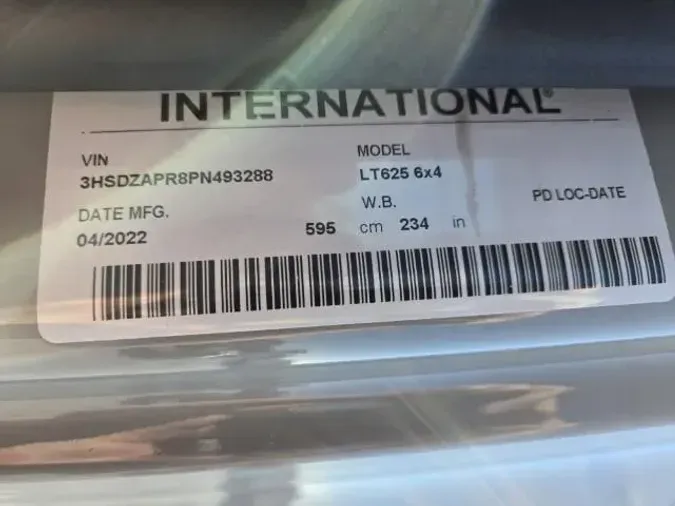 INTERNATIONAL®
VIN
3HSDZAPR8PN493288
MODEL
LT625 6x4
DATE MFG.
04/2022
W.B.
595 cm 234 in
PD LOC-DATE